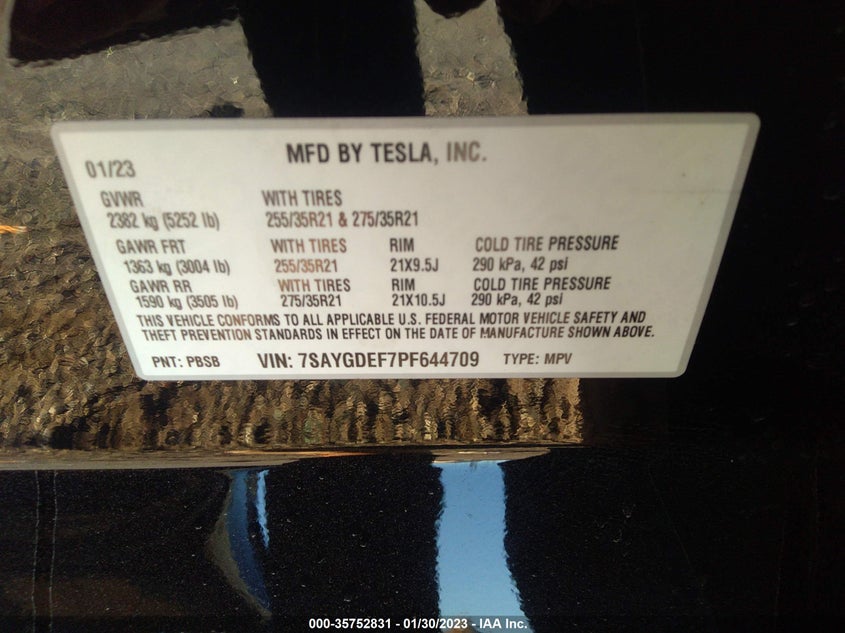 01/23 MFD BY TESLA, INC.
GVWR WITH TIRES
2382 kg (5252 lb) 255/35R21 & 275/35R21
GAWR FRT WITH TIRES RIM COLD TIRE PRESSURE
1363 kg (3004 lb) 255/35R21 21X9.5J 290 kPa, 42 psi
GAWR RR WITH TIRES RIM COLD TIRE PRESSURE
1590 kg (3505 lb) 275/35R21 21X10.5J 290 kPa, 42 psi
THIS VEHICLE CONFORMS TO ALL APPLICABLE U.S. FEDERAL MOTOR VEHICLE SAFETY AND
THEFT PREVENTION STANDARDS IN EFFECT ON THE DATE OF MANUFACTURE SHOWN ABOVE.
PNT: PBSB VIN: 7SAYGDEF7PF644709 TYPE: MPV
000-35752831 - 01/30/2023 - IAA Inc.